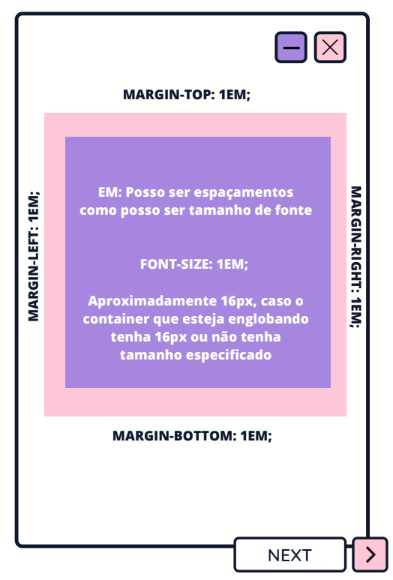 MARGIN-TOP: 1EM;
MARGIN-LEFT: 1EM;
EM: Posso ser espaçamentos
como posso ser tamanho de fonte
FONT-SIZE: 1EM;
Aproximadamente 16px, caso o
container que esteja englobando
tenha 16px ou não tenha
tamanho especificado
MARGIN-RIGHT: 1EM;
MARGIN-BOTTOM: 1EM;
NEXT